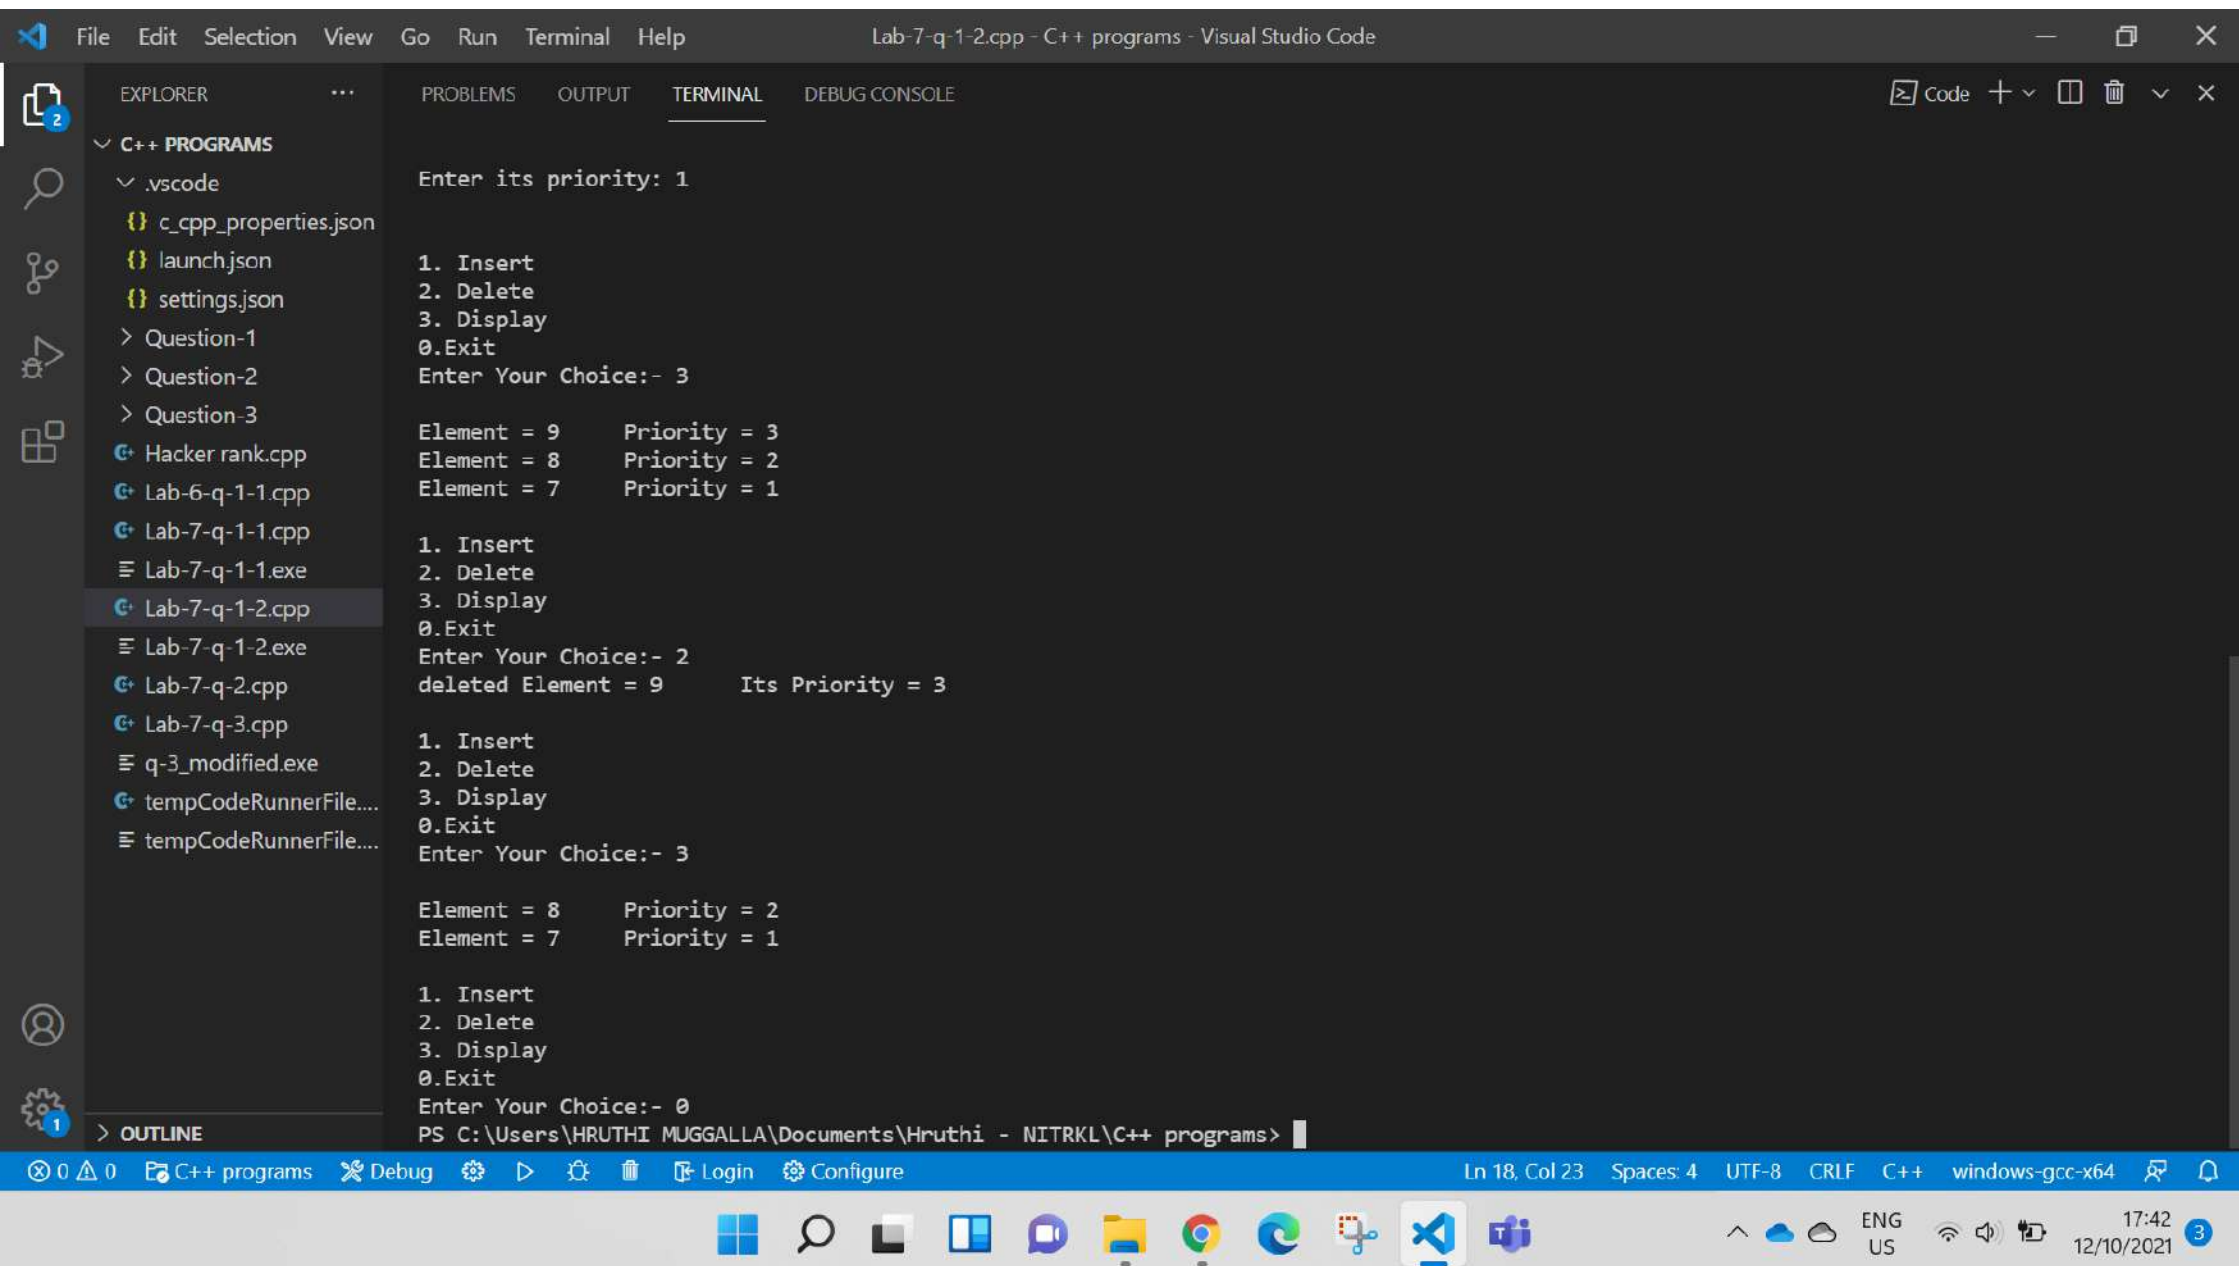 File Edit Selection View Go Run Terminal Help Lab-7-q-1-2.cpp - C++ programs - Visual Studio Code
EXPLORER ...
PROBLEMS OUTPUT TERMINAL DEBUG CONSOLE Code
2
C++ PROGRAMS
.vscode
{} c_cpp_properties.json
{} launch.json
{} settings.json
Question-1
Question-2
Question-3
Hacker rank.cpp
Lab-6-q-1-1.cpp
Lab-7-q-1-1.cpp
Lab-7-q-1-1.exe
Lab-7-q-1-2.cpp
Lab-7-q-1-2.exe
Lab-7-q-2.cpp
Lab-7-q-3.cpp
q-3_modified.exe
tempCodeRunnerFile....
tempCodeRunnerFile....
1
OUTLINE
Enter its priority: 1
1. Insert
2. Delete
3. Display
0.Exit
Enter Your Choice:- 3
Element = 9 Priority = 3
Element = 8 Priority = 2
Element = 7 Priority = 1
1. Insert
2. Delete
3. Display
0.Exit
Enter Your Choice:- 2
deleted Element = 9 Its Priority = 3
1. Insert
2. Delete
3. Display
0.Exit
Enter Your Choice:- 3
Element = 8 Priority = 2
Element = 7 Priority = 1
1. Insert
2. Delete
3. Display
0.Exit
Enter Your Choice:- 0
PS C:\Users\HRUTHI MUGGALLA\Documents\Hruthi - NITRKL\C++ programs>
0 0 C++ programs Debug Login Configure Ln 18, Col 23 Spaces: 4 UTF-8 CRLF C++ windows-gcc-x64
ENG
US
17:42
12/10/2021
3